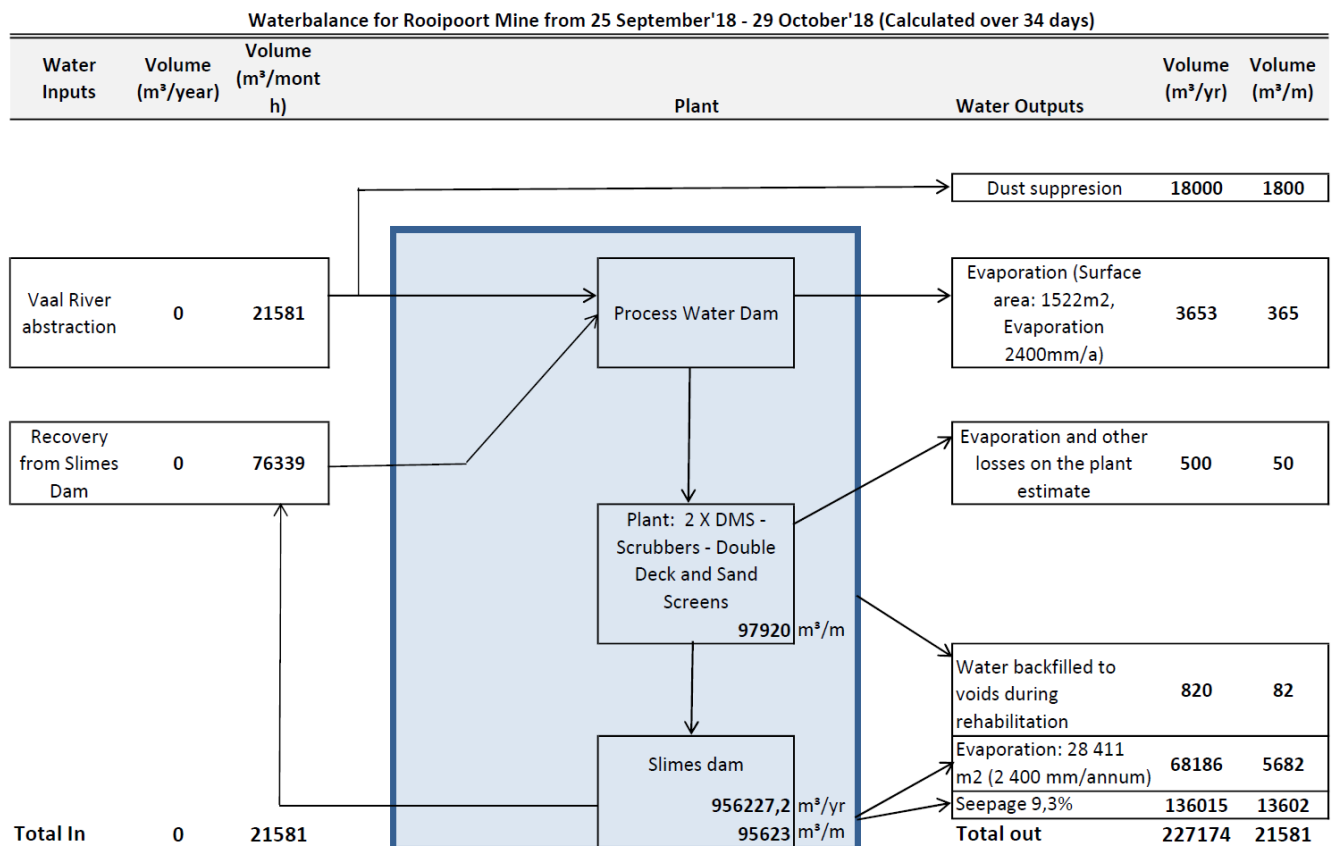 Waterbalance for Rooipoort Mine from 25 September'18 - 29 October'18 (Calculated over 34 days)
Water
Inputs
Volume
(m³/year)
Volume
(m³/mont
h)
Plant
Water Outputs
Volume
(m³/yr)
Volume
(m³/m)
Dust suppresion 18000 1800
Vaal River
abstraction
0 21581
Process Water Dam
Evaporation (Surface
area: 1522m2,
Evaporation
2400mm/a)
3653 365
Recovery
from Slimes
Dam
0 76339
Evaporation and other
losses on the plant
estimate
500 50
Plant: 2 X DMS -
Scrubbers - Double
Deck and Sand
Screens
97920 m³/m
Water backfilled to
voids during
rehabilitation
820 82
Slimes dam
956227,2 m³/yr
95623 m³/m
Evaporation: 28 411
m2 (2 400 mm/annum)
68186 5682
Seepage 9,3% 136015 13602
Total In 0 21581
Total out 227174 21581